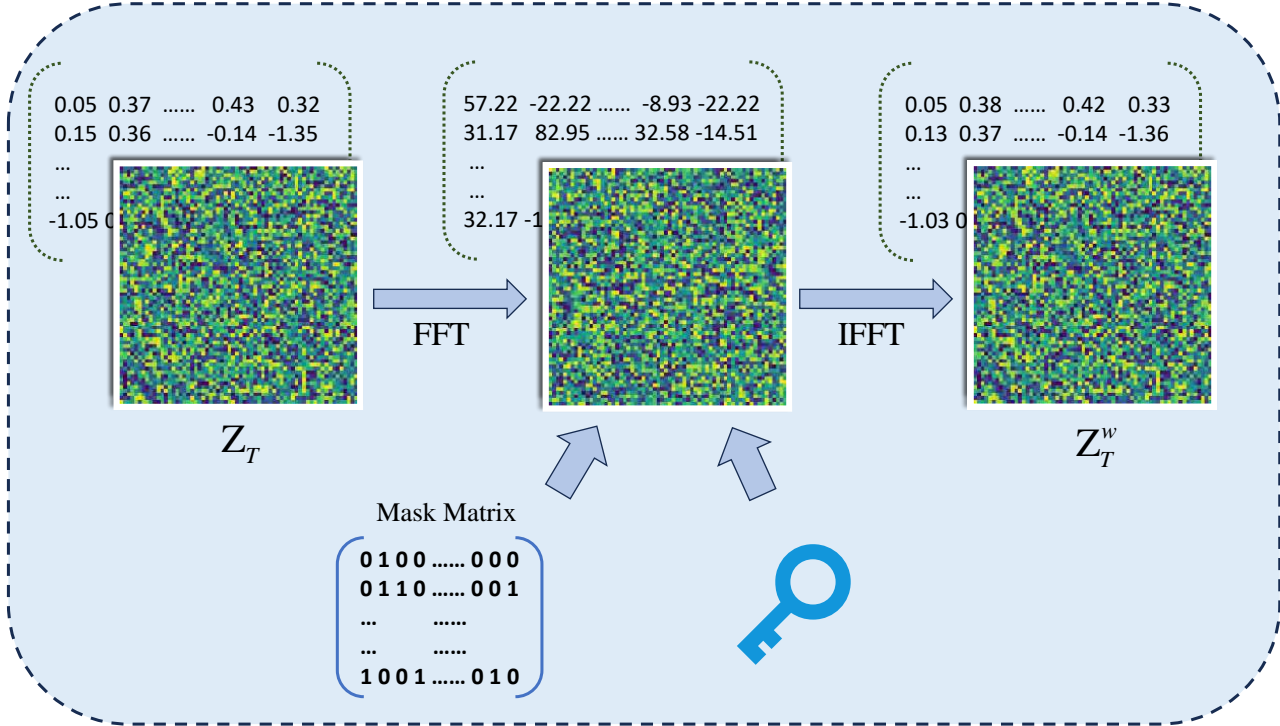 0.05 0.37 ...... 0.43 0.32
0.15 0.36 ...... -0.14 -1.35
...
...
-1.05 0
57.22 -22.22 ...... -8.93 -22.22
31.17 82.95 ...... 32.58 -14.51
...
...
32.17 -1
0.05 0.38 ...... 0.42 0.33
0.13 0.37 ...... -0.14 -1.36
...
...
-1.03 0
FFT
IFFT
Z_T
Z_T^w
Mask Matrix
0 1 0 0 ...... 0 0 0
0 1 1 0 ...... 0 0 1
... ......
... ......
1 0 0 1 ...... 0 1 0